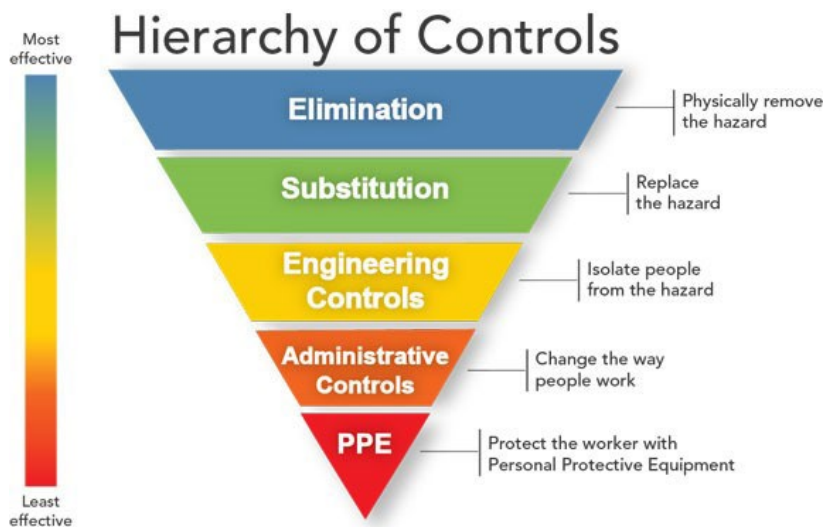 Hierarchy of Controls
Most
effective
Elimination
Physically remove
the hazard
Substitution
Replace
the hazard
Engineering
Controls
Isolate people
from the hazard
Administrative
Controls
Change the way
people work
PPE
Protect the worker with
Personal Protective Equipment
Least
effective